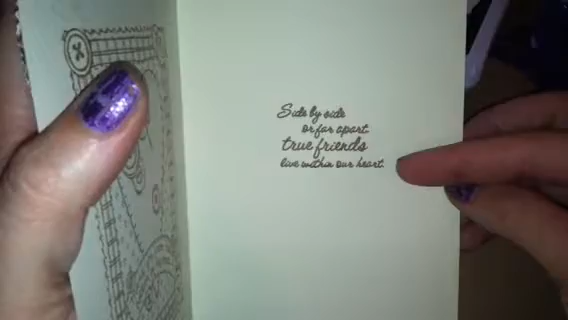 Side by side
or far apart
true friends
live within our heart.